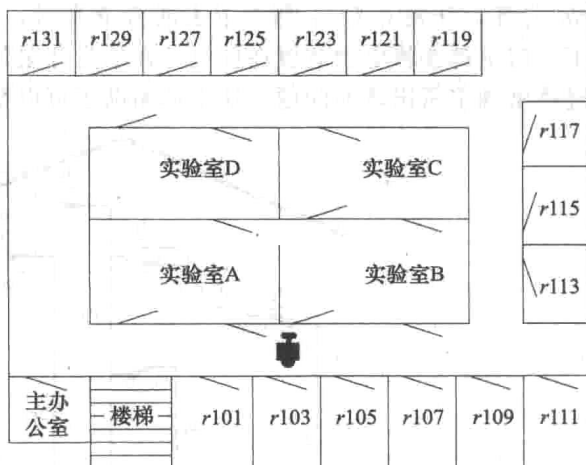 r131 r129 r127 r125 r123 r121 r119
r117
实验室D 实验室C
r115
实验室A 实验室B r113
主办
公室
楼梯 r101 r103 r105 r107 r109 r111